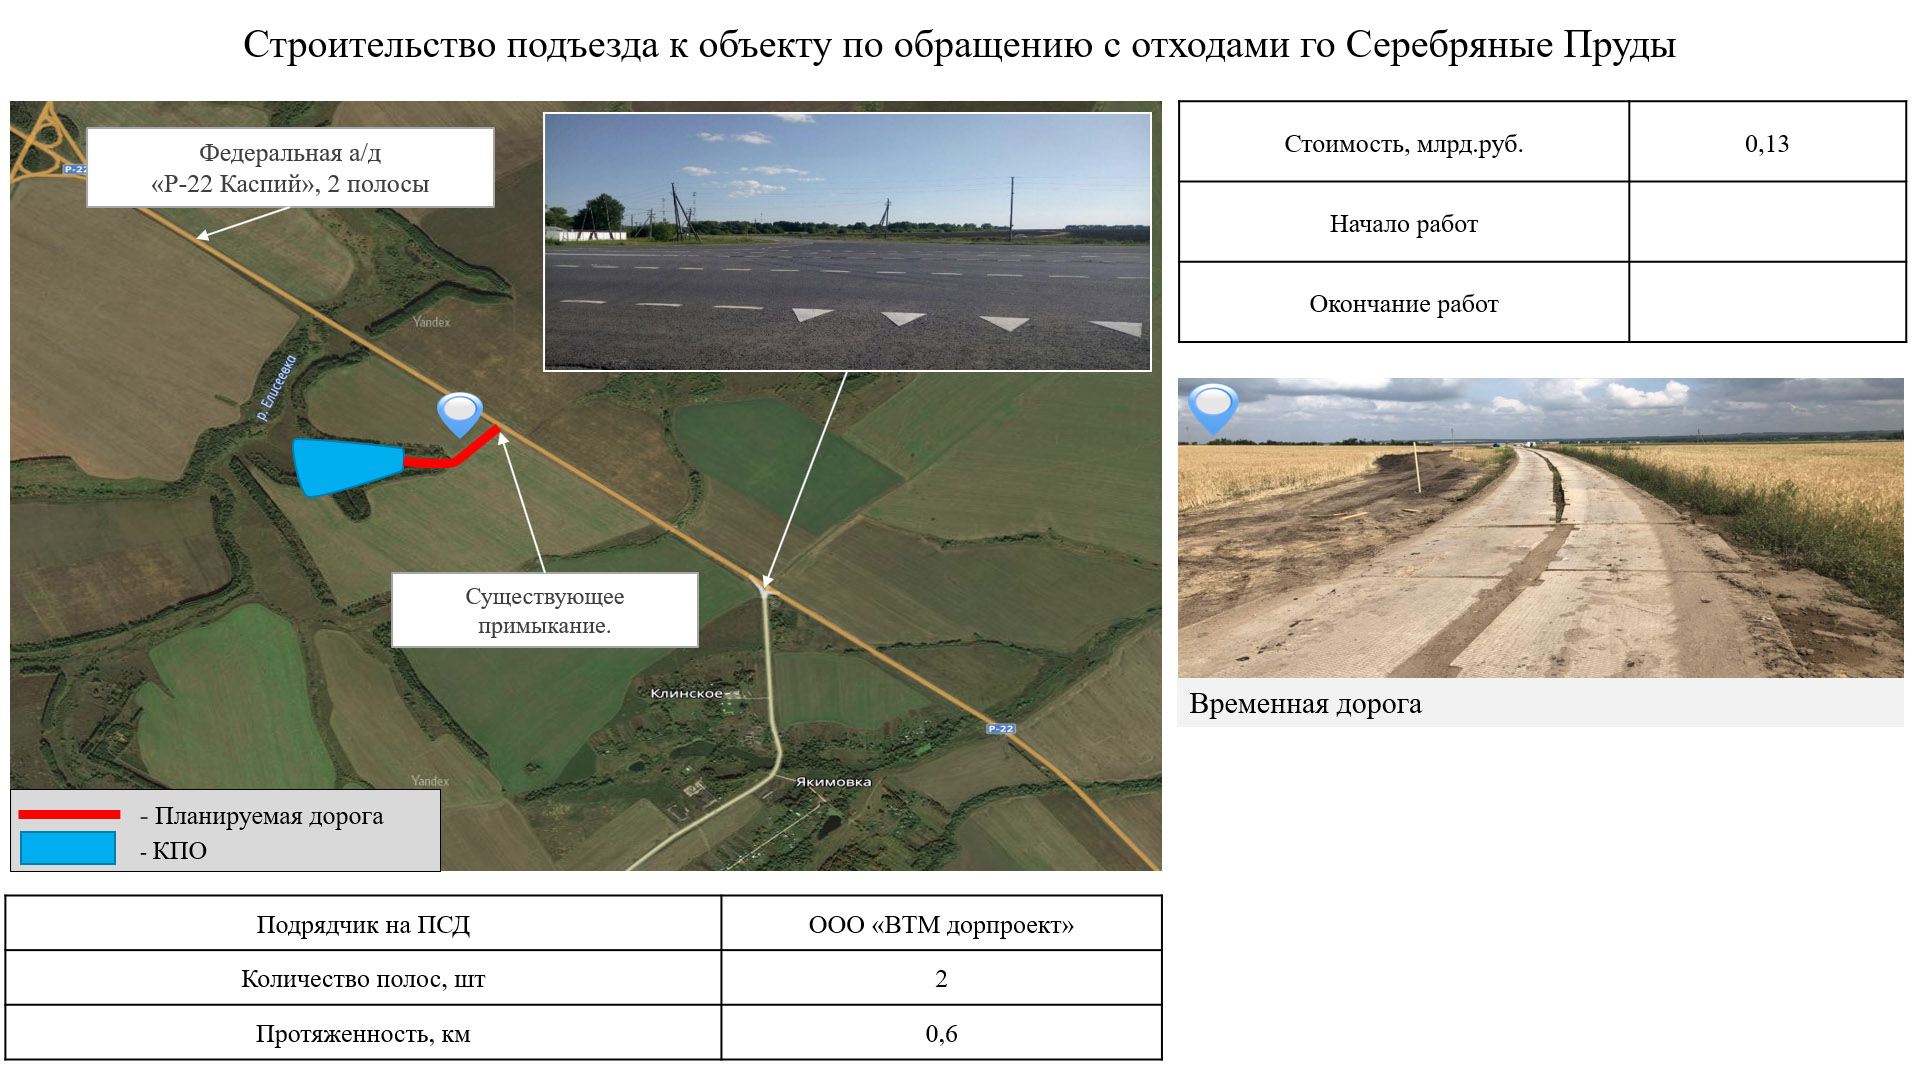 Строительство подъезда к объекту по обращению с отходами го Серебряные Пруды
Р-22
Федеральная а/д
«Р-22 Каспий», 2 полосы
Yandex
р. Елисеевка
Существующее
примыкание.
Клинское
Р-22
Yandex
Якимовка
- Планируемая дорога
- КПО
Стоимость, млрд.руб. 0,13
Начало работ
Окончание работ
Временная дорога
Подрядчик на ПСД ООО «ВТМ дорпроект»
Количество полос, шт 2
Протяженность, км 0,6